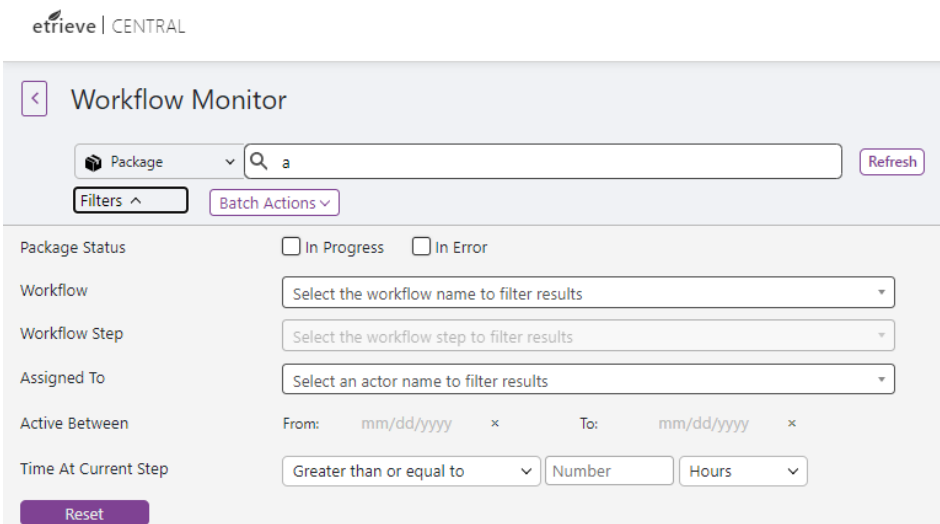 etrieve | CENTRAL
Workflow Monitor
Package a Refresh
Filters Batch Actions
Package Status In Progress In Error
Workflow Select the workflow name to filter results
Workflow Step Select the workflow step to filter results
Assigned To Select an actor name to filter results
Active Between From: mm/dd/yyyy × To: mm/dd/yyyy ×
Time At Current Step Greater than or equal to Number Hours
Reset